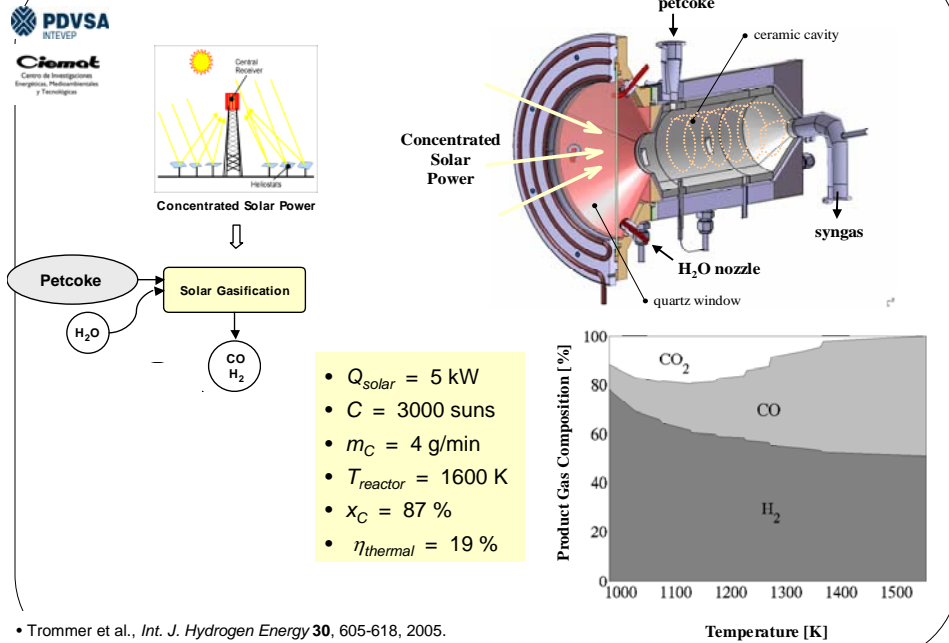 PDVSA
INTEVEP
Ciemat
Centro de Investigaciones
Energéticas, Medioambientales
y Tecnológicas
Central
Receiver
Heliostats
Concentrated Solar Power
Petcoke
H2O
Solar Gasification
CO
H2
petcoke
ceramic cavity
Concentrated
Solar
Power
syngas
H2O nozzle
quartz window
• Qsolar = 5 kW
• C = 3000 suns
• mC = 4 g/min
• Treactor = 1600 K
• xC = 87 %
• ηthermal = 19 %
Product Gas Composition [%]
100
80
60
40
20
0
CO2
CO
H2
1000 1100 1200 1300 1400 1500
Temperature [K]
• Trommer et al., Int. J. Hydrogen Energy 30, 605-618, 2005.